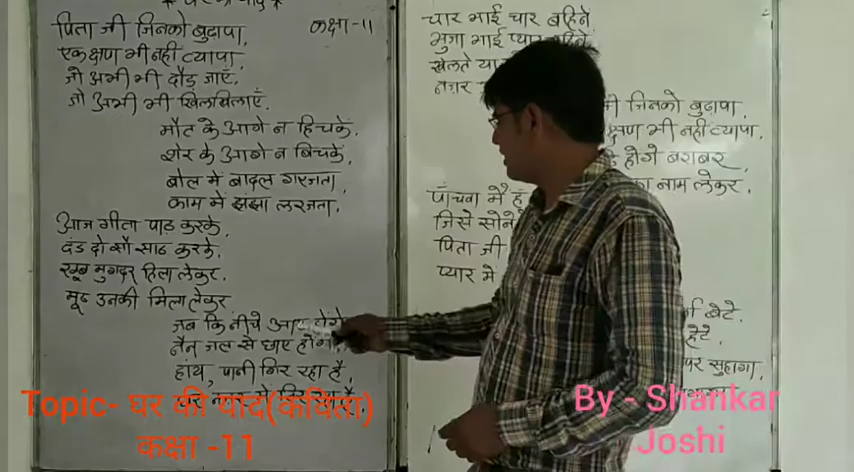 कक्षा-11
पिता जी जिनको बुढ़ापा,
एक क्षण भी नहीं व्यापा,
जो अभी भी दौड़ जाएँ,
जो अभी भी खिलखिलाएँ.
मौत के आगे न हिचकें,
शेर के आगे न बिचकें,
बोल में बादल गरजता,
काम में झंझा लरजता,
आज गीता पाठ करके,
दंड दो सौ साठ करके,
खूब मुगदर हिला लेकर,
मूठ उनकी मिला लेकर
जब कि नीचे
नैन जल से छाए होंगे,
हाय, पानी गिर रहा है,
चार भाई चार बहिनें
भुजा भाई प्यार बहिनें
खेलते
नज़र
जिनको बुढ़ापा,
क्षण भी नहीं व्यापा,
होंगे बराबर,
नाम लेकर,
पाँचवा मैं हूँ
जिसे सोने
पिता जी
प्यार में
बेटे,
हेटे,
पर सुहागा,
Topic- घर की याद(कविता)
कक्षा -11
By - Shankar
Joshi